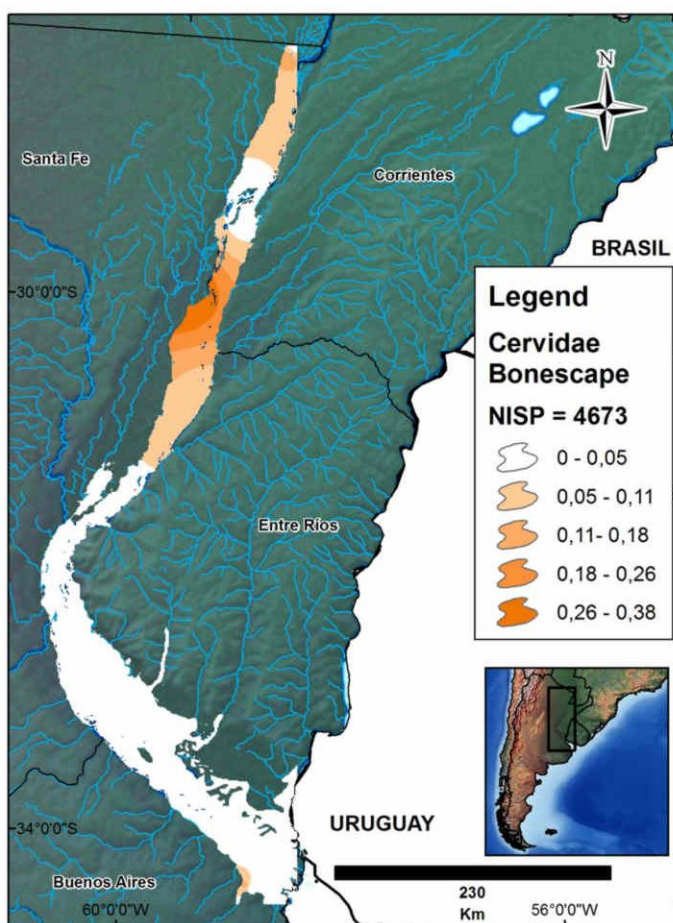 N
Santa Fe
Corrientes
BRASIL
30°0'0"S
Legend
Cervidae
Bonescape
NISP = 4673
0 - 0,05
0,05 - 0,11
0,11- 0,18
0,18 - 0,26
0,26 - 0,38
Entre Ríos
34°0'0"S
URUGUAY
Buenos Aires
230
Km
60°0'0"W
56°0'0"W